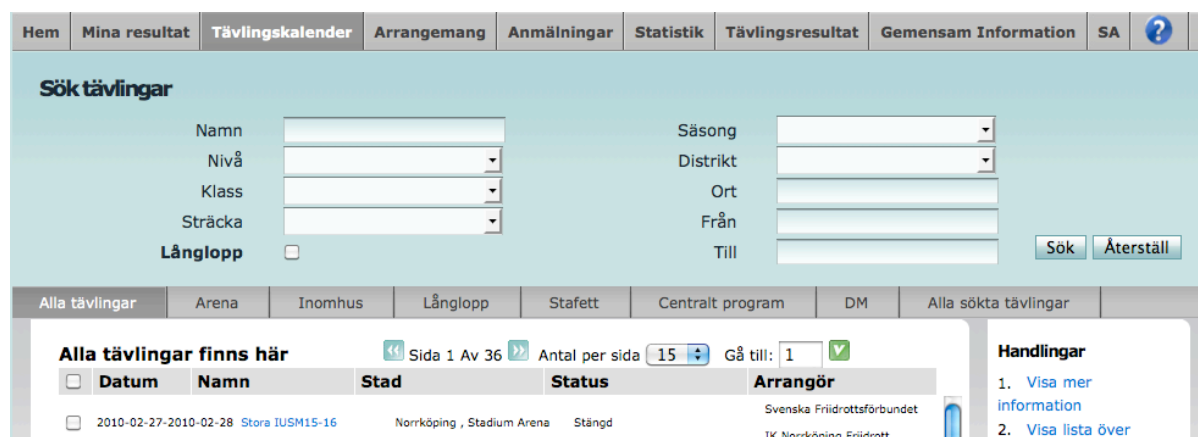 Hem Mina resultat Tävlingskalender Arrangemang Anmälningar Statistik Tävlingsresultat Gemensam Information SA ?
Sök tävlingar
Namn Säsong
Nivå Distrikt
Klass Ort
Sträcka Från
Långlopp Till Sök Återställ
Alla tävlingar Arena Inomhus Långlopp Stafett Centralt program DM Alla sökta tävlingar
Alla tävlingar finns här Sida 1 Av 36 Antal per sida 15 Gå till: 1 Handlingar
Datum Namn Stad Status Arrangör 1. Visa mer
information
2010-02-27-2010-02-28 Stora IUSM15-16 Norrköping , Stadium Arena Stängd Svenska Friidrottsförbundet
IK Norrköping Friidrott 2. Visa lista över